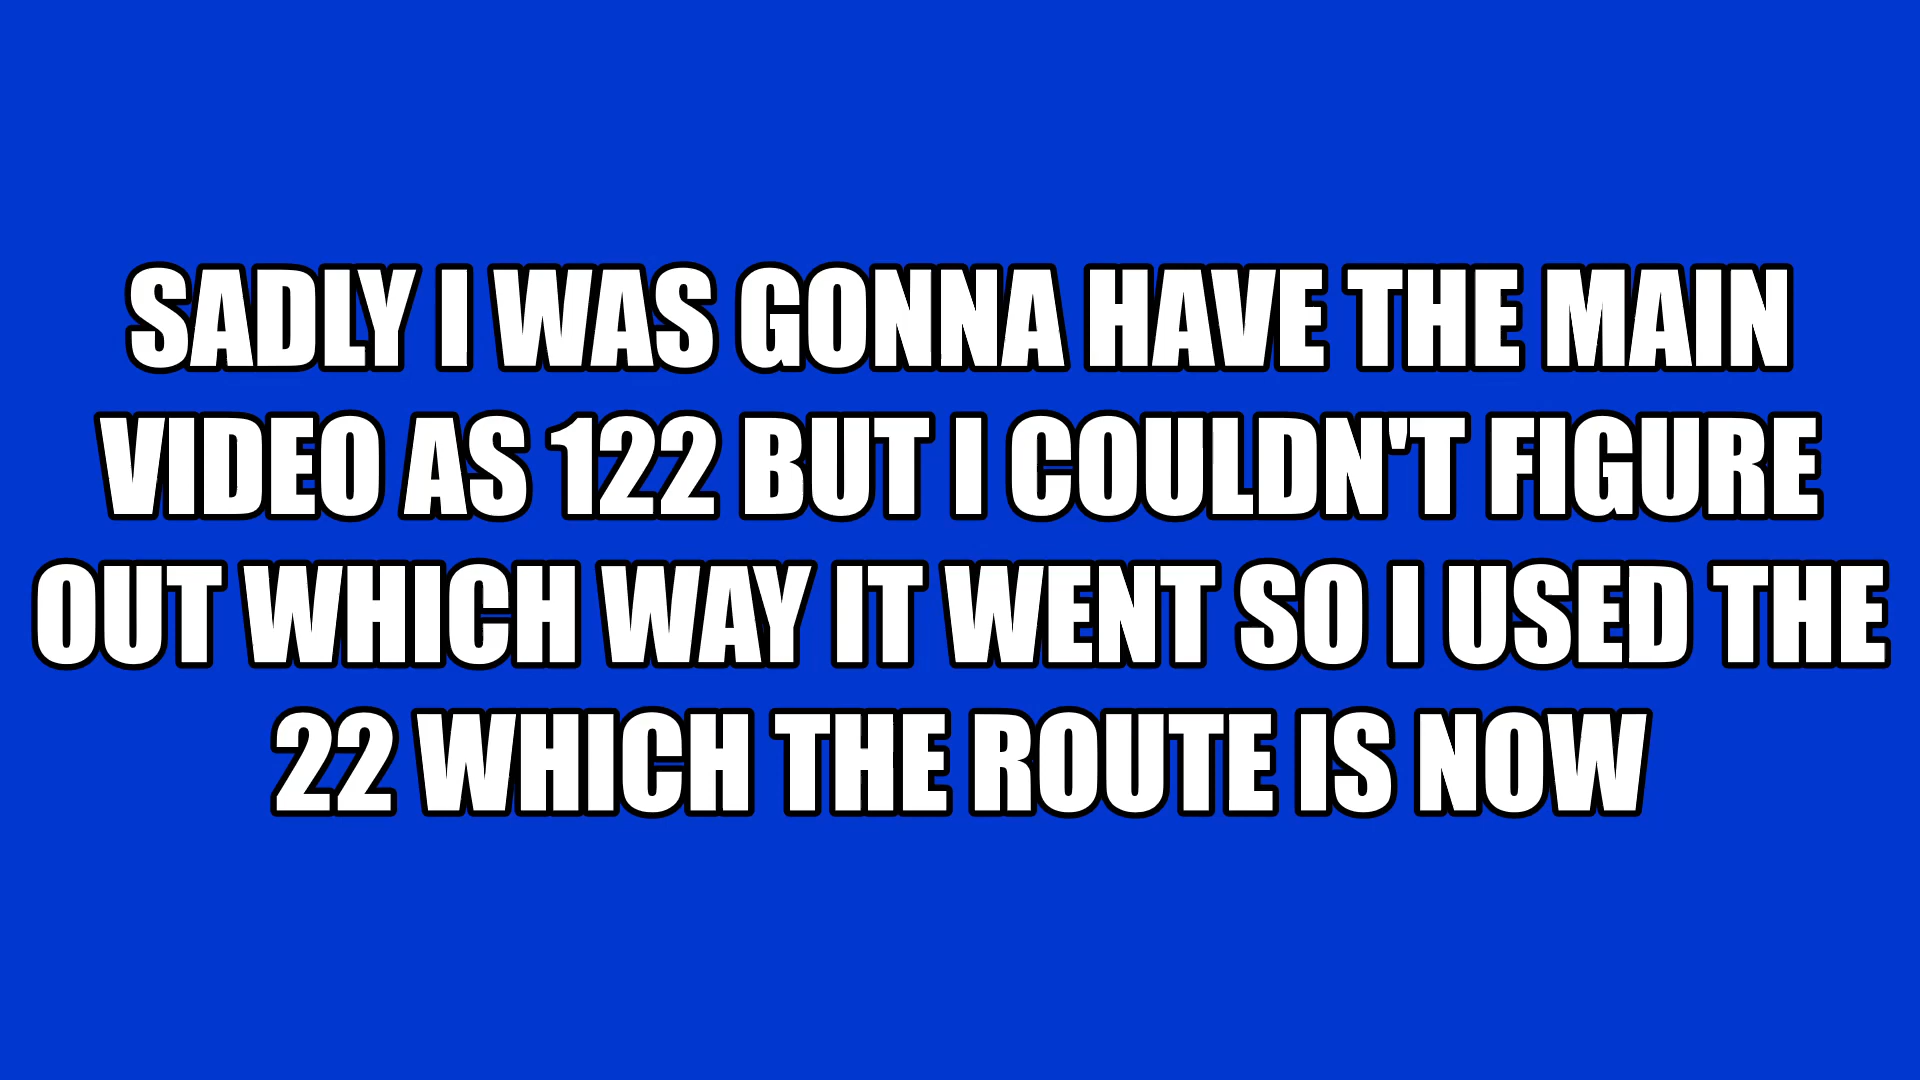 SADLY I WAS GONNA HAVE THE MAIN
VIDEO AS 122 BUT I COULDN'T FIGURE
OUT WHICH WAY IT WENT SO I USED THE
22 WHICH THE ROUTE IS NOW